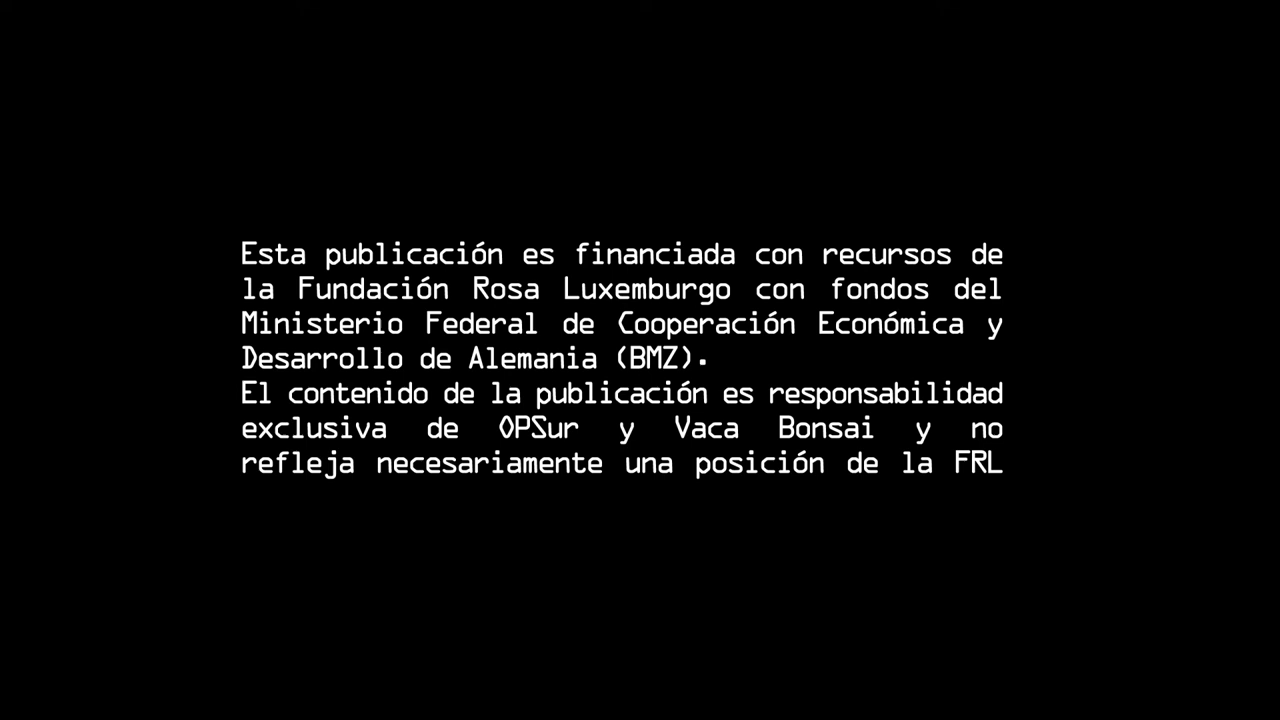 Esta publicación es financiada con recursos de
la Fundación Rosa Luxemburgo con fondos del
Ministerio Federal de Cooperación Económica y
Desarrollo de Alemania (BMZ).
El contenido de la publicación es responsabilidad
exclusiva de OPSur y Vaca Bonsai y no
refleja necesariamente una posición de la FRL